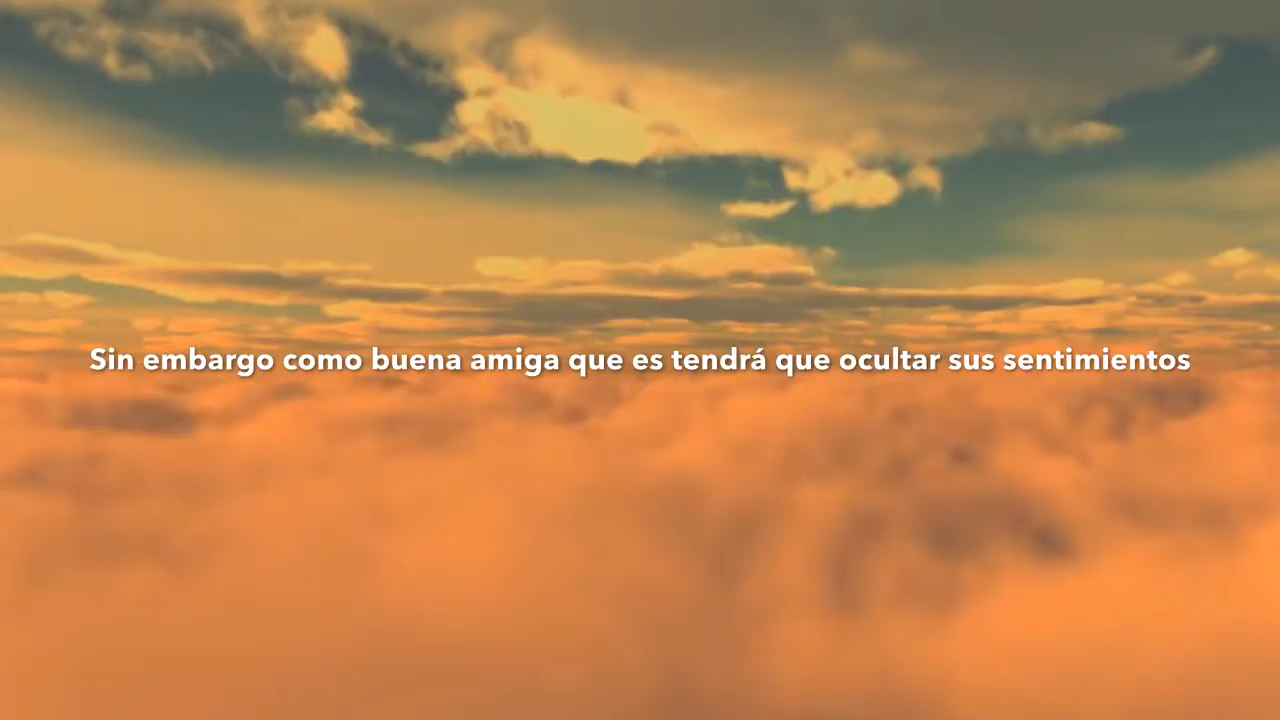 Sin embargo como buena amiga que es tendrá que ocultar sus sentimientos